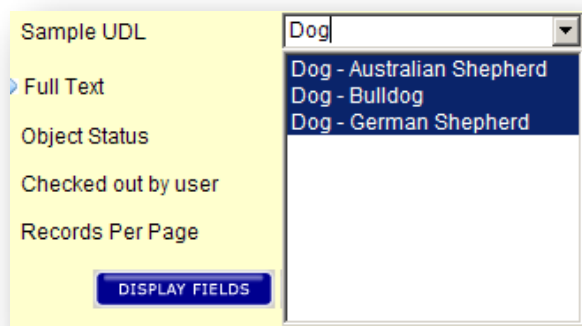 Sample UDL
Dog
Dog - Australian Shepherd
Dog - Bulldog
Dog - German Shepherd
Full Text
Object Status
Checked out by user
Records Per Page
DISPLAY FIELDS